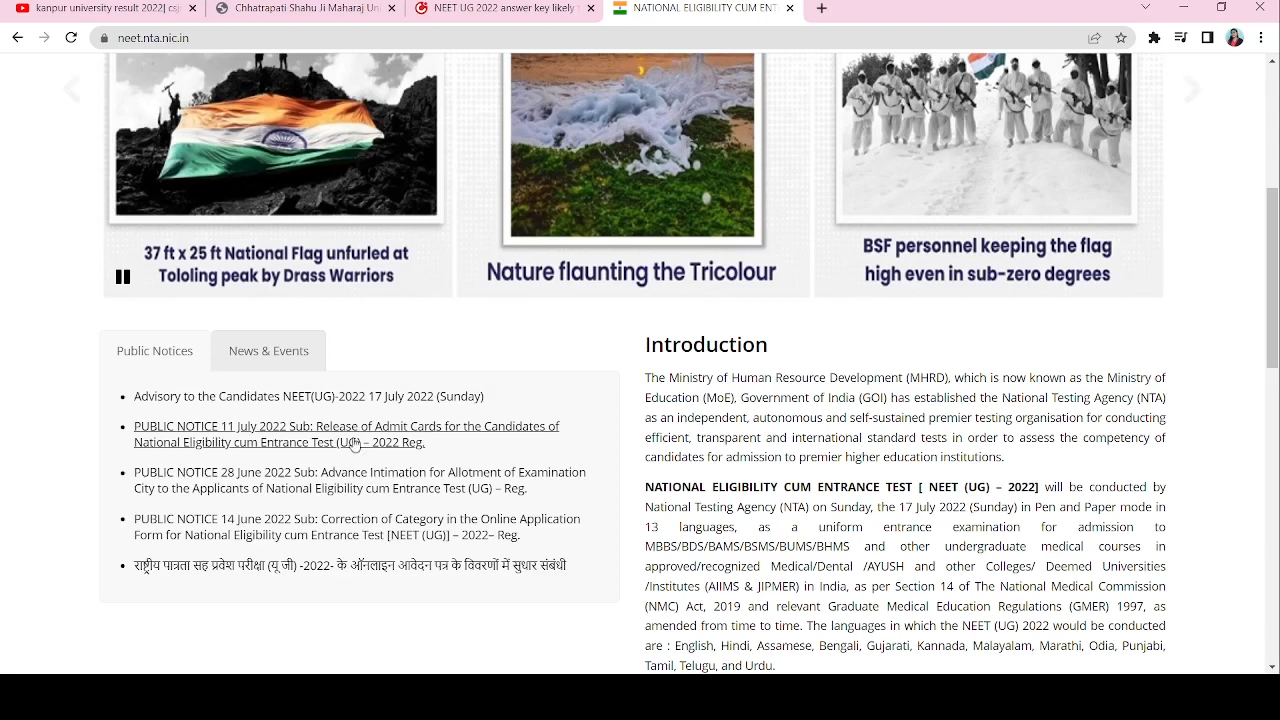 kanpur university result 2022| csj
Chhatrapati Shahu Ji Maharaj Uni
NEET UG 2022 answer key likely
NATIONAL ELIGIBILITY CUM ENT
neet.nta.nic.in
37 ft x 25 ft National Flag unfurled at
Tololing peak by Drass Warriors
Nature flaunting the Tricolour
BSF personnel keeping the flag
high even in sub-zero degrees
Public Notices
News & Events
Advisory to the Candidates NEET(UG)-2022 17 July 2022 (Sunday)
PUBLIC NOTICE 11 July 2022 Sub: Release of Admit Cards for the Candidates of
National Eligibility cum Entrance Test (UG) – 2022 Reg.
PUBLIC NOTICE 28 June 2022 Sub: Advance Intimation for Allotment of Examination
City to the Applicants of National Eligibility cum Entrance Test (UG) – Reg.
PUBLIC NOTICE 14 June 2022 Sub: Correction of Category in the Online Application
Form for National Eligibility cum Entrance Test [NEET (UG)] – 2022– Reg.
राष्ट्रीय पात्रता सह प्रवेश परीक्षा (यू जी) -2022- के ऑनलाइन आवेदन पत्र के विवरणों में सुधार संबंधी
Introduction
The Ministry of Human Resource Development (MHRD), which is now known as the Ministry of
Education (MoE), Government of India (GOI) has established the National Testing Agency (NTA)
as an independent, autonomous and self-sustained premier testing organisation for conducting
efficient, transparent and international standard tests in order to assess the competency of
candidates for admission to premier higher education institutions.
NATIONAL ELIGIBILITY CUM ENTRANCE TEST [ NEET (UG) – 2022] will be conducted by
National Testing Agency (NTA) on Sunday, the 17 July 2022 (Sunday) in Pen and Paper mode in
13 languages, as a uniform entrance examination for admission to
MBBS/BDS/BAMS/BSMS/BUMS/BHMS and other undergraduate medical courses in
approved/recognized Medical/Dental /AYUSH and other Colleges/ Deemed Universities
/Institutes (AIIMS & JIPMER) in India, as per Section 14 of The National Medical Commission
(NMC) Act, 2019 and relevant Graduate Medical Education Regulations (GMER) 1997, as
amended from time to time. The languages in which the NEET (UG) 2022 would be conducted
are : English, Hindi, Assamese, Bengali, Gujarati, Kannada, Malayalam, Marathi, Odia, Punjabi,
Tamil, Telugu, and Urdu.